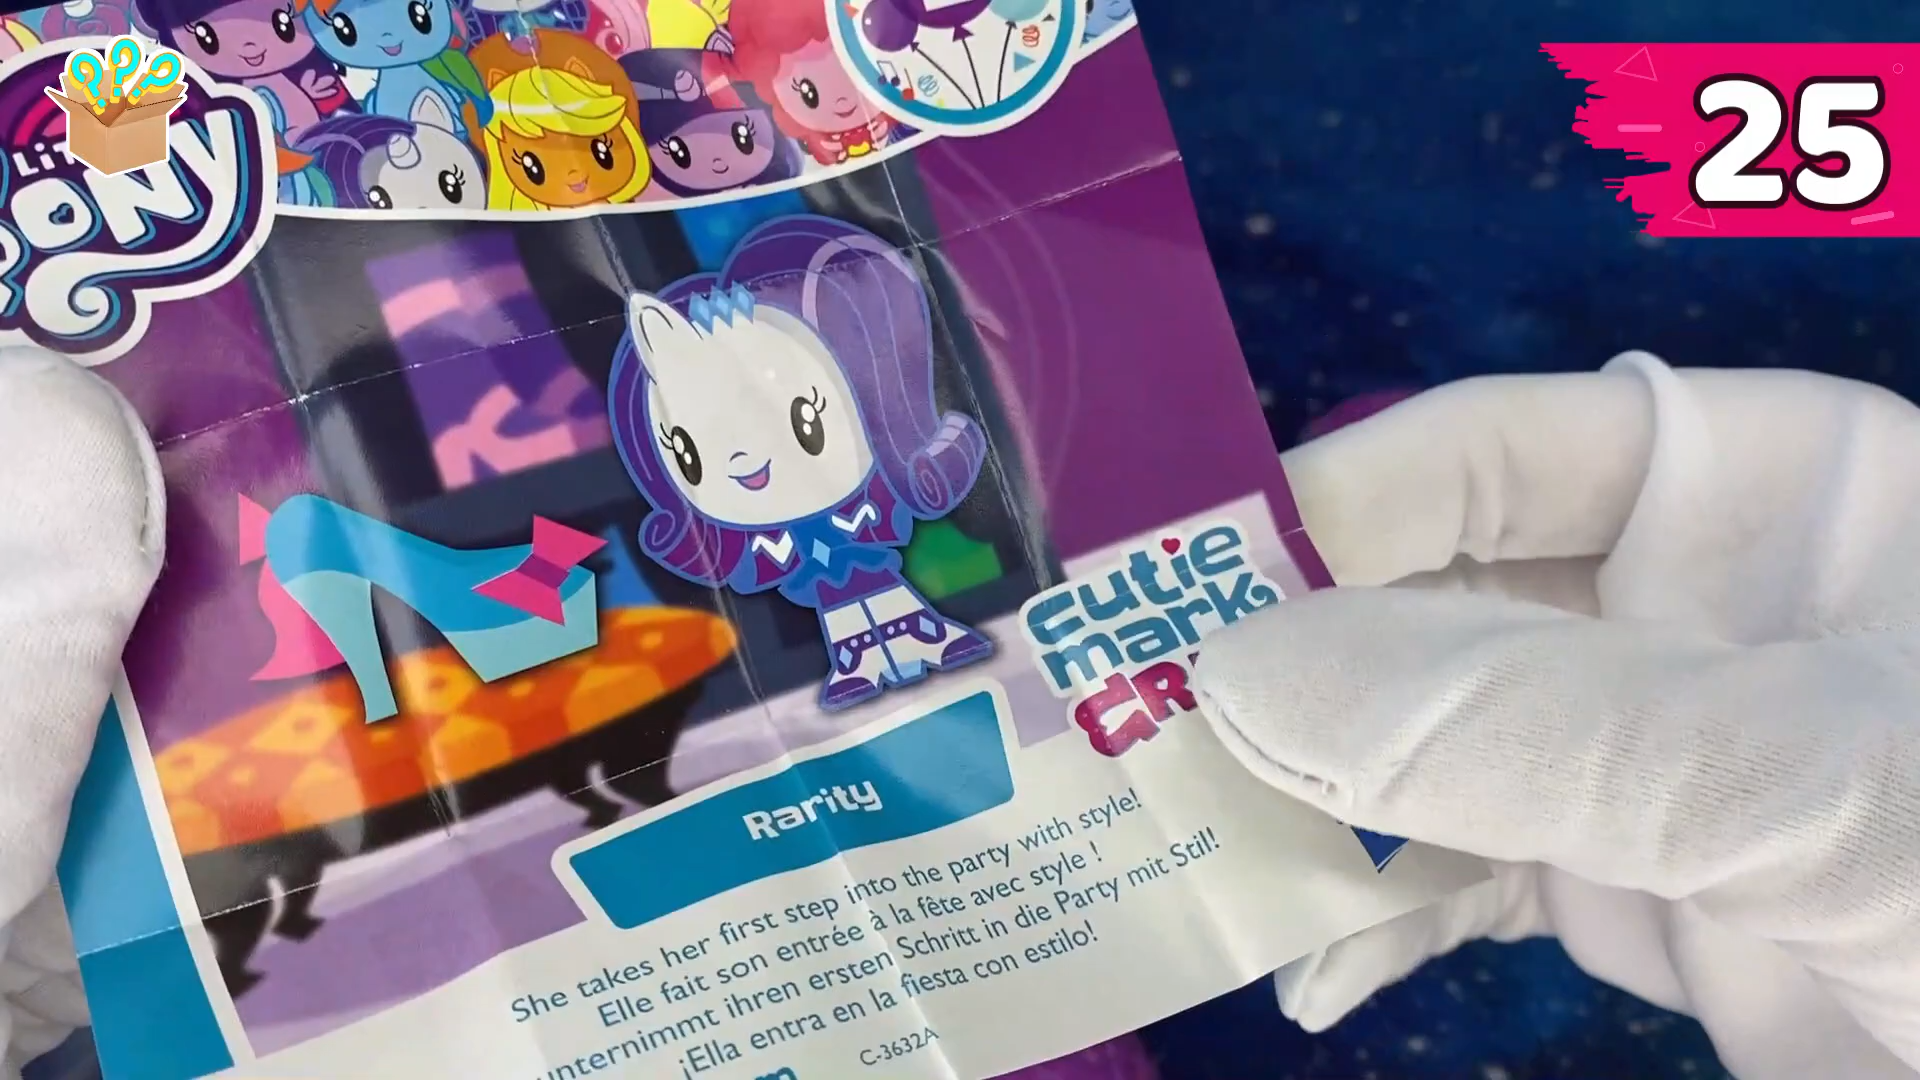 ???
25
PONY
cutie
mark
Rarity
She takes her first step into the party with style!
Elle fait son entrée à la fête avec style !
unternimmt ihren ersten Schritt in die Party mit Stil!
¡Ella entra en la fiesta con estilo!
C-3632A